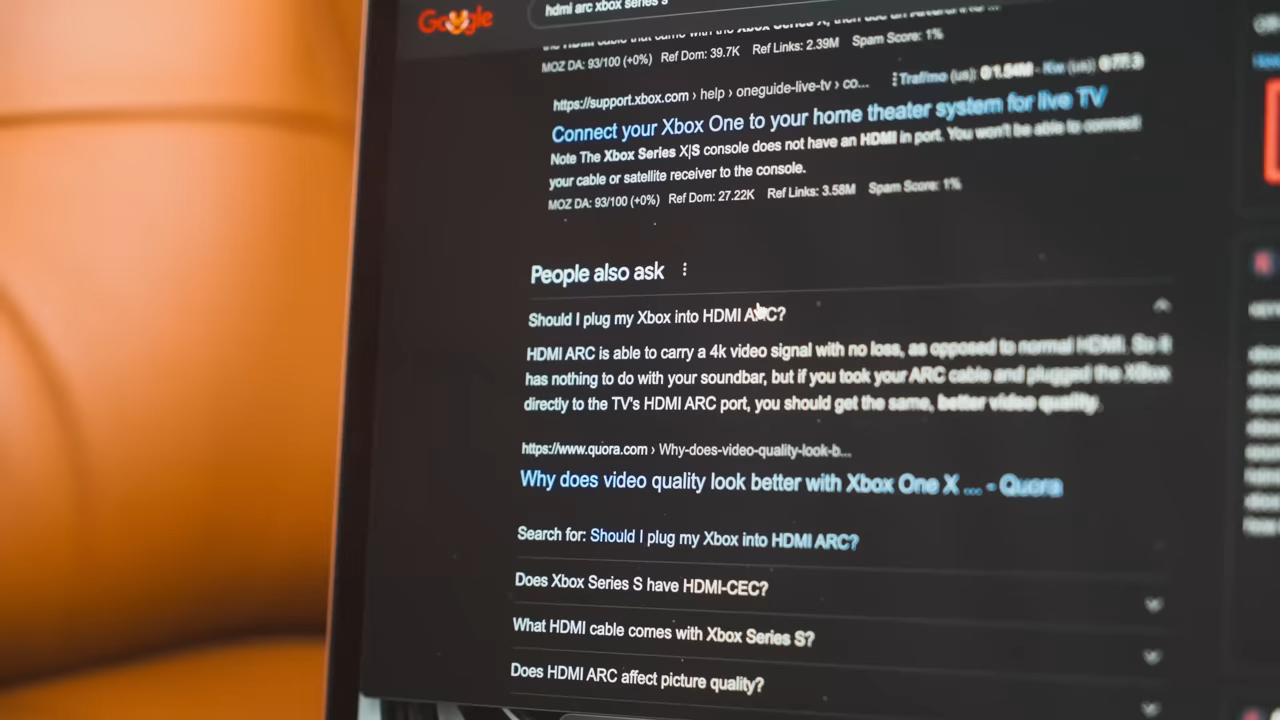 Google
hdmi arc xbox series s
MOZ DA: 93/100 (+0%) Ref Dom: 39.7K Ref Links: 2.39M Spam Score: 1%
https://support.xbox.com › help › oneguide-live-tv › co...
Connect your Xbox One to your home theater system for live TV
Note The Xbox Series X|S console does not have an HDMI in port. You won't be able to connect
your cable or satellite receiver to the console.
MOZ DA: 93/100 (+0%) Ref Dom: 27.22K Ref Links: 3.58M Spam Score: 1%
People also ask
Should I plug my Xbox into HDMI ARC?
HDMI ARC is able to carry a 4k video signal with no loss, as opposed to normal HDMI. So it
has nothing to do with your soundbar, but if you took your ARC cable and plugged the XBox
directly to the TV's HDMI ARC port, you should get the same, better video quality.
https://www.quora.com › Why-does-video-quality-look-b...
Why does video quality look better with Xbox One X ... - Quora
Search for: Should I plug my Xbox into HDMI ARC?
Does Xbox Series S have HDMI-CEC?
What HDMI cable comes with Xbox Series S?
Does HDMI ARC affect picture quality?